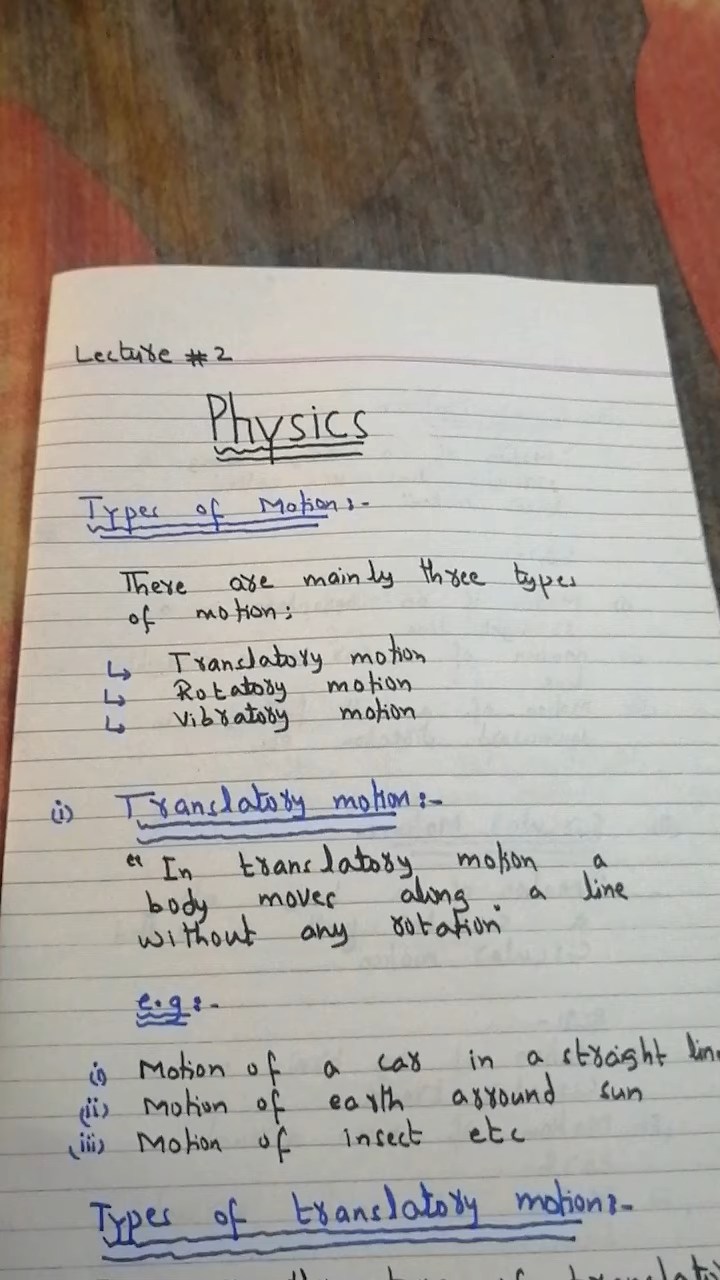 Lecture #2
Physics
Types of Motion:-
There are mainly three types
of motion:
↳ Translatory motion
↳ Rotatory motion
↳ Vibratory motion
(i) Translatory motion:-
"In translatory motion a
body moves along a line
without any rotation"
e.g:-
(i) Motion of a car in a straight line
(ii) Motion of earth arround sun
(iii) Motion of insect etc
Types of translatory motion:-